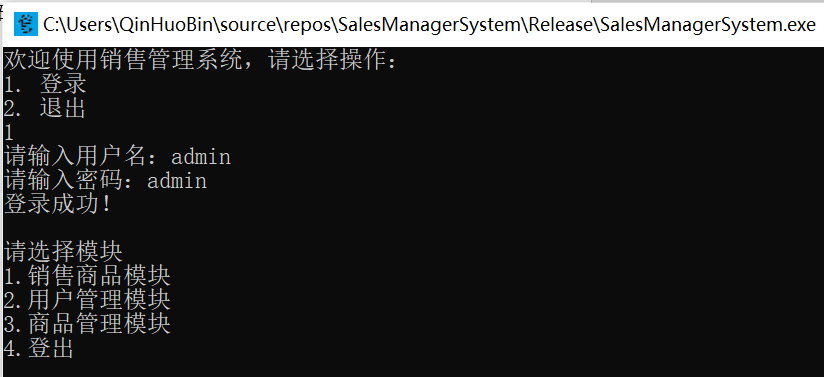 C:\Users\QinHuoBin\source\repos\SalesManagerSystem\Release\SalesManagerSystem.exe
欢迎使用销售管理系统，请选择操作：
1. 登录
2. 退出
1
请输入用户名：admin
请输入密码：admin
登录成功！
请选择模块
1.销售商品模块
2.用户管理模块
3.商品管理模块
4.登出